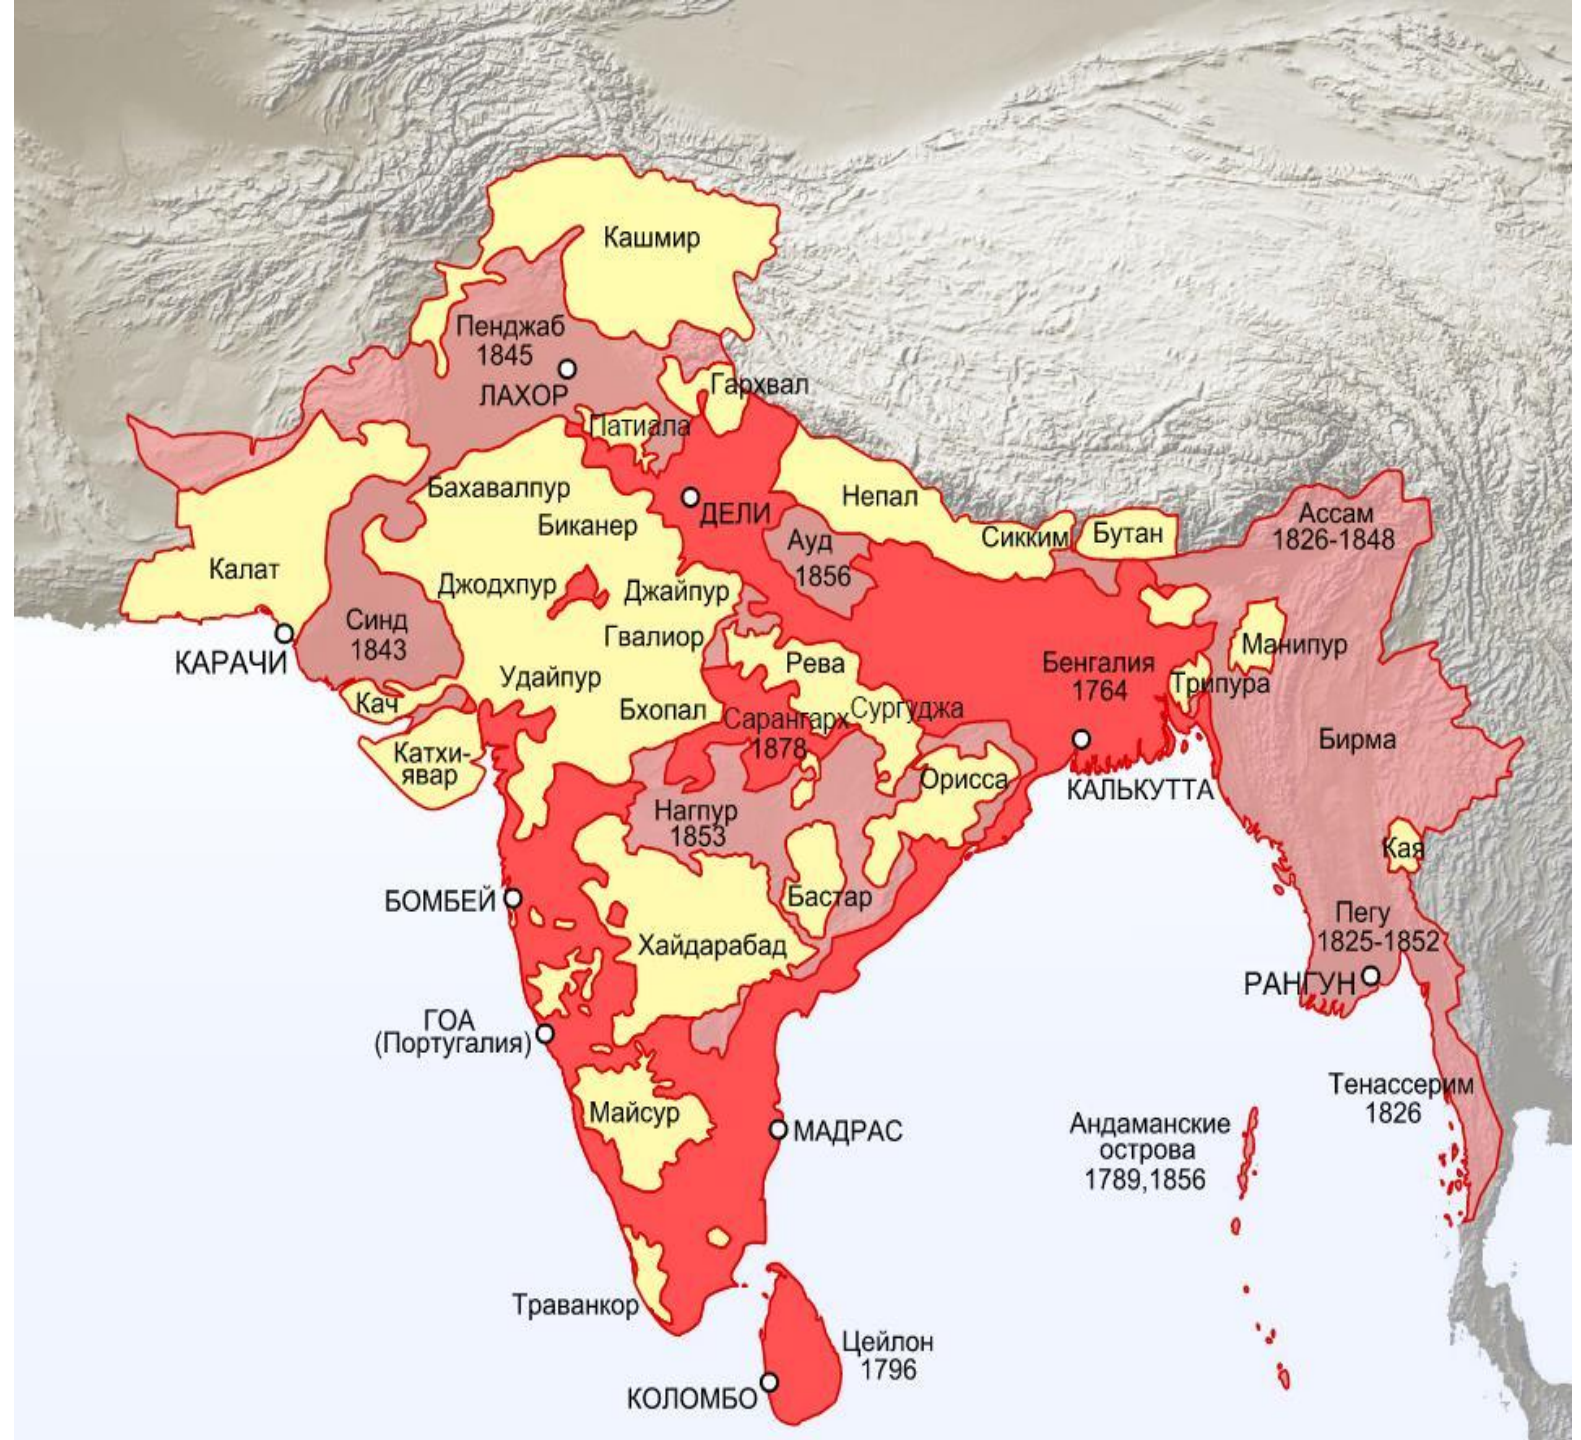 Кашмир
Пенджаб
1845
ЛАХОР
Гархвал
Патиала
Бахавалпур
Биканер
ДЕЛИ
Непал
Сикким
Бутан
Ассам
1826-1848
Ауд
1856
Калат
Джодхпур
Джайпур
Синд
1843
Гвалиор
КАРАЧИ
Рева
Бенгалия
1764
Манипур
Трипура
Удайпур
Кач
Бхопал
Сарангарх
1878
Сургуджа
Бирма
Катхи-
явар
Орисса
КАЛЬКУТТА
Нагпур
1853
Кая
БОМБЕЙ
Бастар
Пегу
1825-1852
Хайдарабад
РАНГУН
ГОА
(Португалия)
Тенассерим
1826
Майсур
МАДРАС
Андаманские
острова
1789,1856
Траванкор
Цейлон
1796
КОЛОМБО